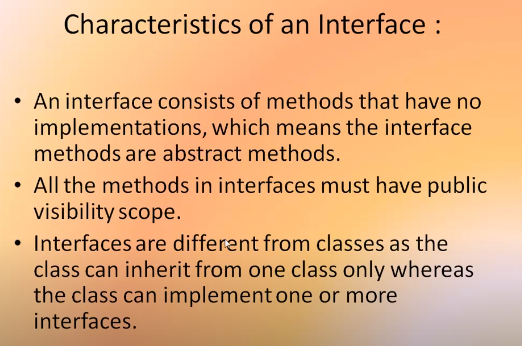 Characteristics of an Interface :
• An interface consists of methods that have no
implementations, which means the interface
methods are abstract methods.
• All the methods in interfaces must have public
visibility scope.
• Interfaces are different from classes as the
class can inherit from one class only whereas
the class can implement one or more
interfaces.